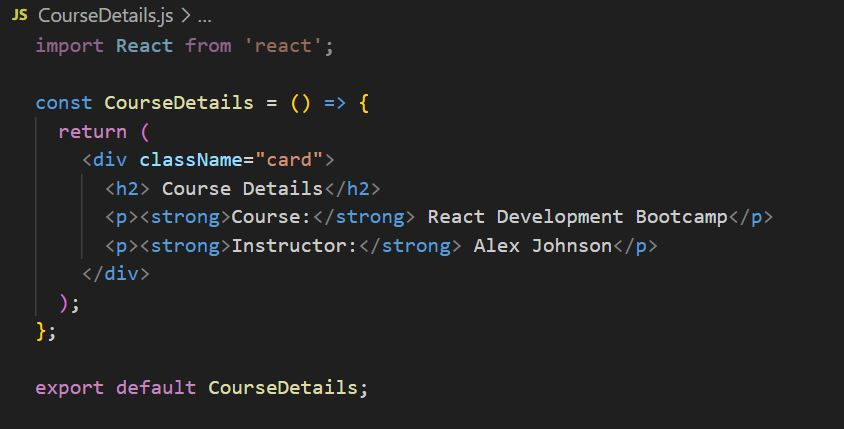 JS CourseDetails.js > ...
import React from 'react';
const CourseDetails = () => {
return (
<div className="card">
<h2> Course Details</h2>
<p><strong>Course:</strong> React Development Bootcamp</p>
<p><strong>Instructor:</strong> Alex Johnson</p>
</div>
);
};
export default CourseDetails;